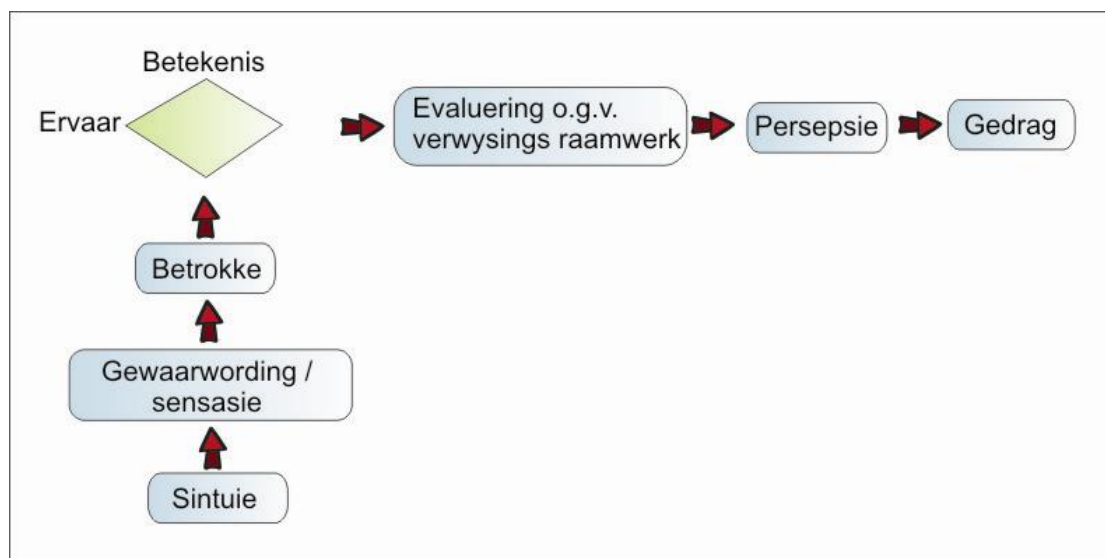 Betekenis
Ervaar
Evaluering o.g.v.
verwysings raamwerk
Persepsie
Gedrag
Betrokke
Gewaarwording /
sensasie
Sintuie